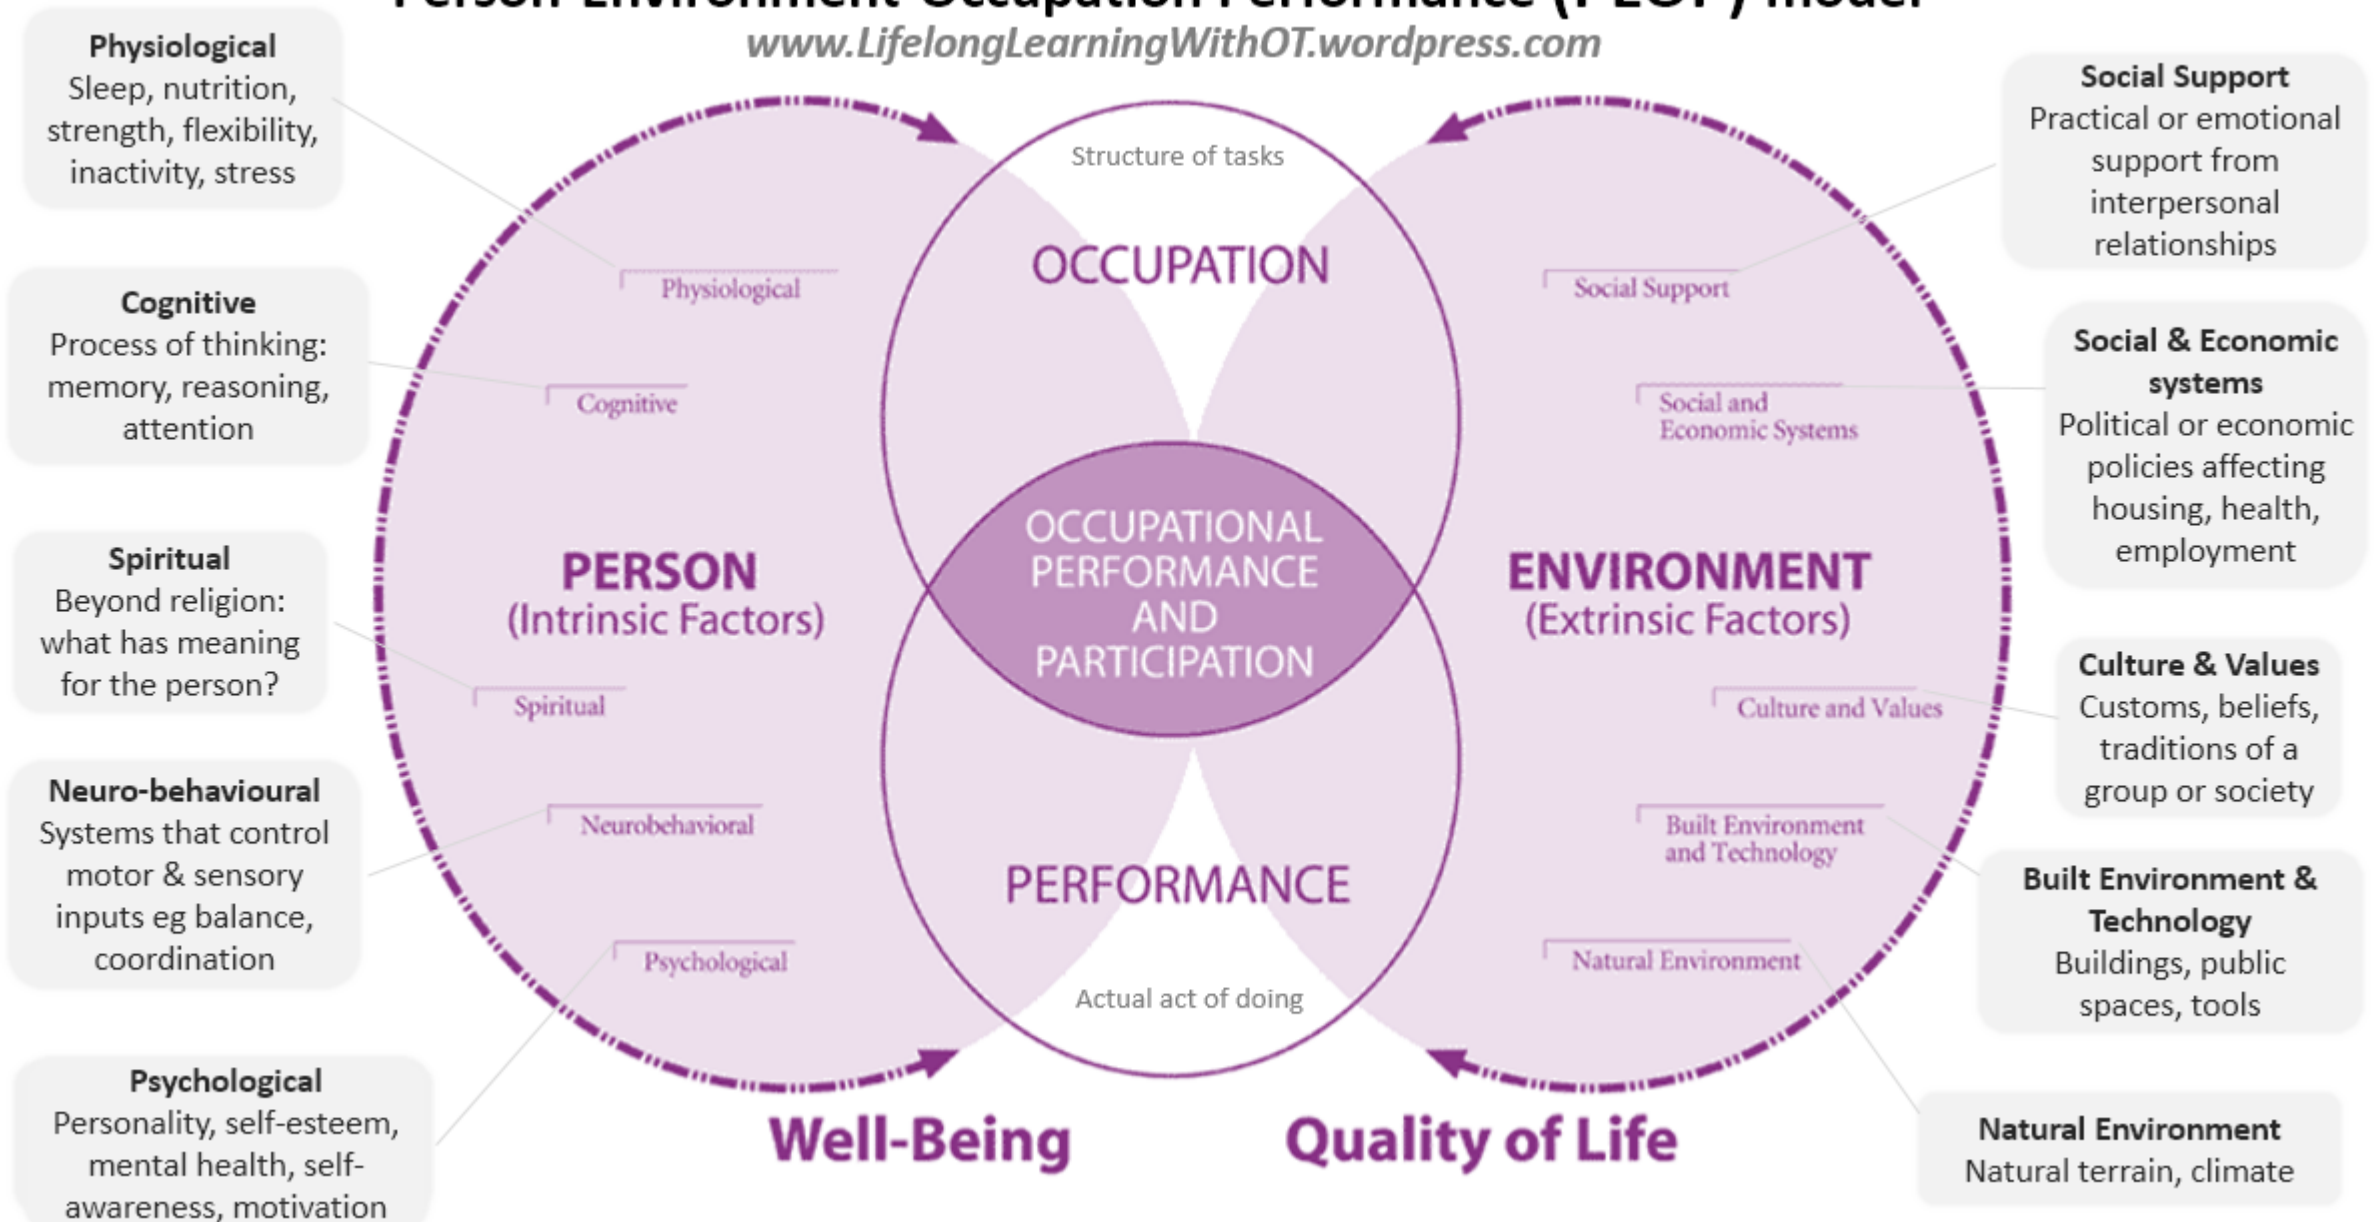 Person-Environment-Occupation Performance (PEOP) model
www.LifelongLearningWithOT.wordpress.com
Physiological
Sleep, nutrition,
strength, flexibility,
inactivity, stress
Cognitive
Process of thinking:
memory, reasoning,
attention
Spiritual
Beyond religion:
what has meaning
for the person?
Neuro-behavioural
Systems that control
motor & sensory
inputs eg balance,
coordination
Psychological
Personality, self-esteem,
mental health, self-
awareness, motivation
Physiological
Cognitive
PERSON
(Intrinsic Factors)
Spiritual
Neurobehavioral
Psychological
Structure of tasks
OCCUPATION
OCCUPATIONAL
PERFORMANCE
AND
PARTICIPATION
PERFORMANCE
Actual act of doing
Social Support
Social and
Economic Systems
ENVIRONMENT
(Extrinsic Factors)
Culture and Values
Built Environment
and Technology
Natural Environment
Social Support
Practical or emotional
support from
interpersonal
relationships
Social & Economic
systems
Political or economic
policies affecting
housing, health,
employment
Culture & Values
Customs, beliefs,
traditions of a
group or society
Built Environment &
Technology
Buildings, public
spaces, tools
Natural Environment
Natural terrain, climate
Well-Being
Quality of Life